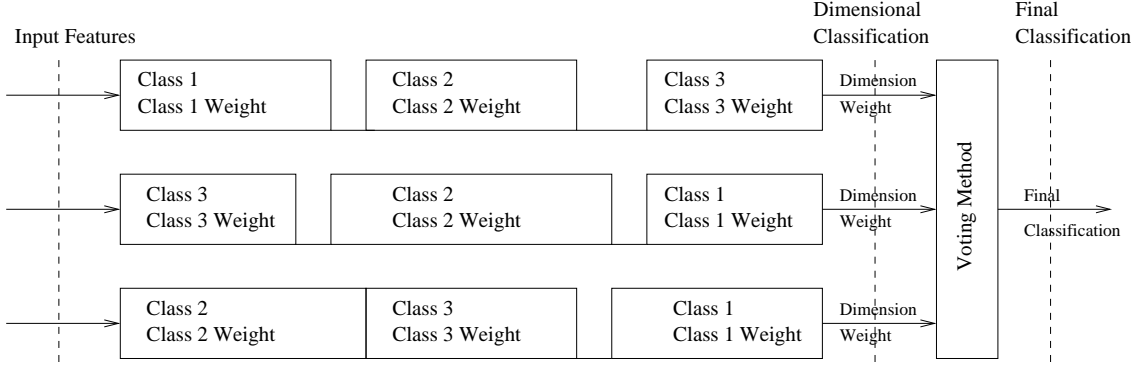 Input Features
Dimensional
Classification
Final
Classification
Class 1
Class 1 Weight
Class 2
Class 2 Weight
Class 3
Class 3 Weight
Dimension
Weight
Class 3
Class 3 Weight
Class 2
Class 2 Weight
Class 1
Class 1 Weight
Dimension
Weight
Class 2
Class 2 Weight
Class 3
Class 3 Weight
Class 1
Class 1 Weight
Dimension
Weight
Voting Method
Final
Classification